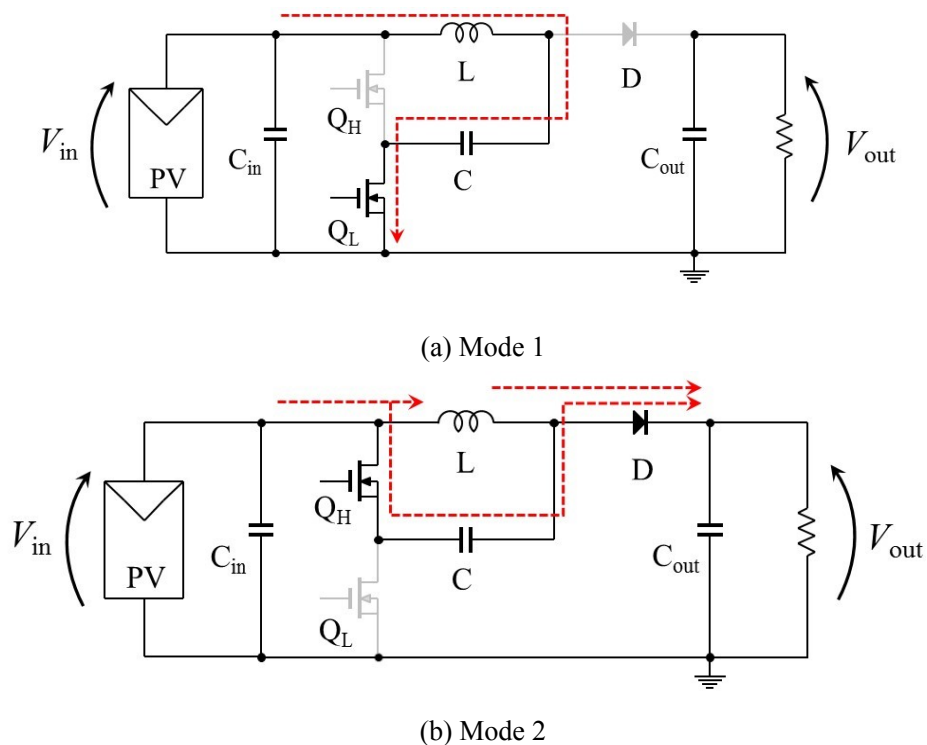 L
D
Q_H
V_in
C_in
C
C_out
V_out
PV
Q_L
(a) Mode 1
L
D
Q_H
V_in
C_in
C
C_out
V_out
PV
Q_L
(b) Mode 2